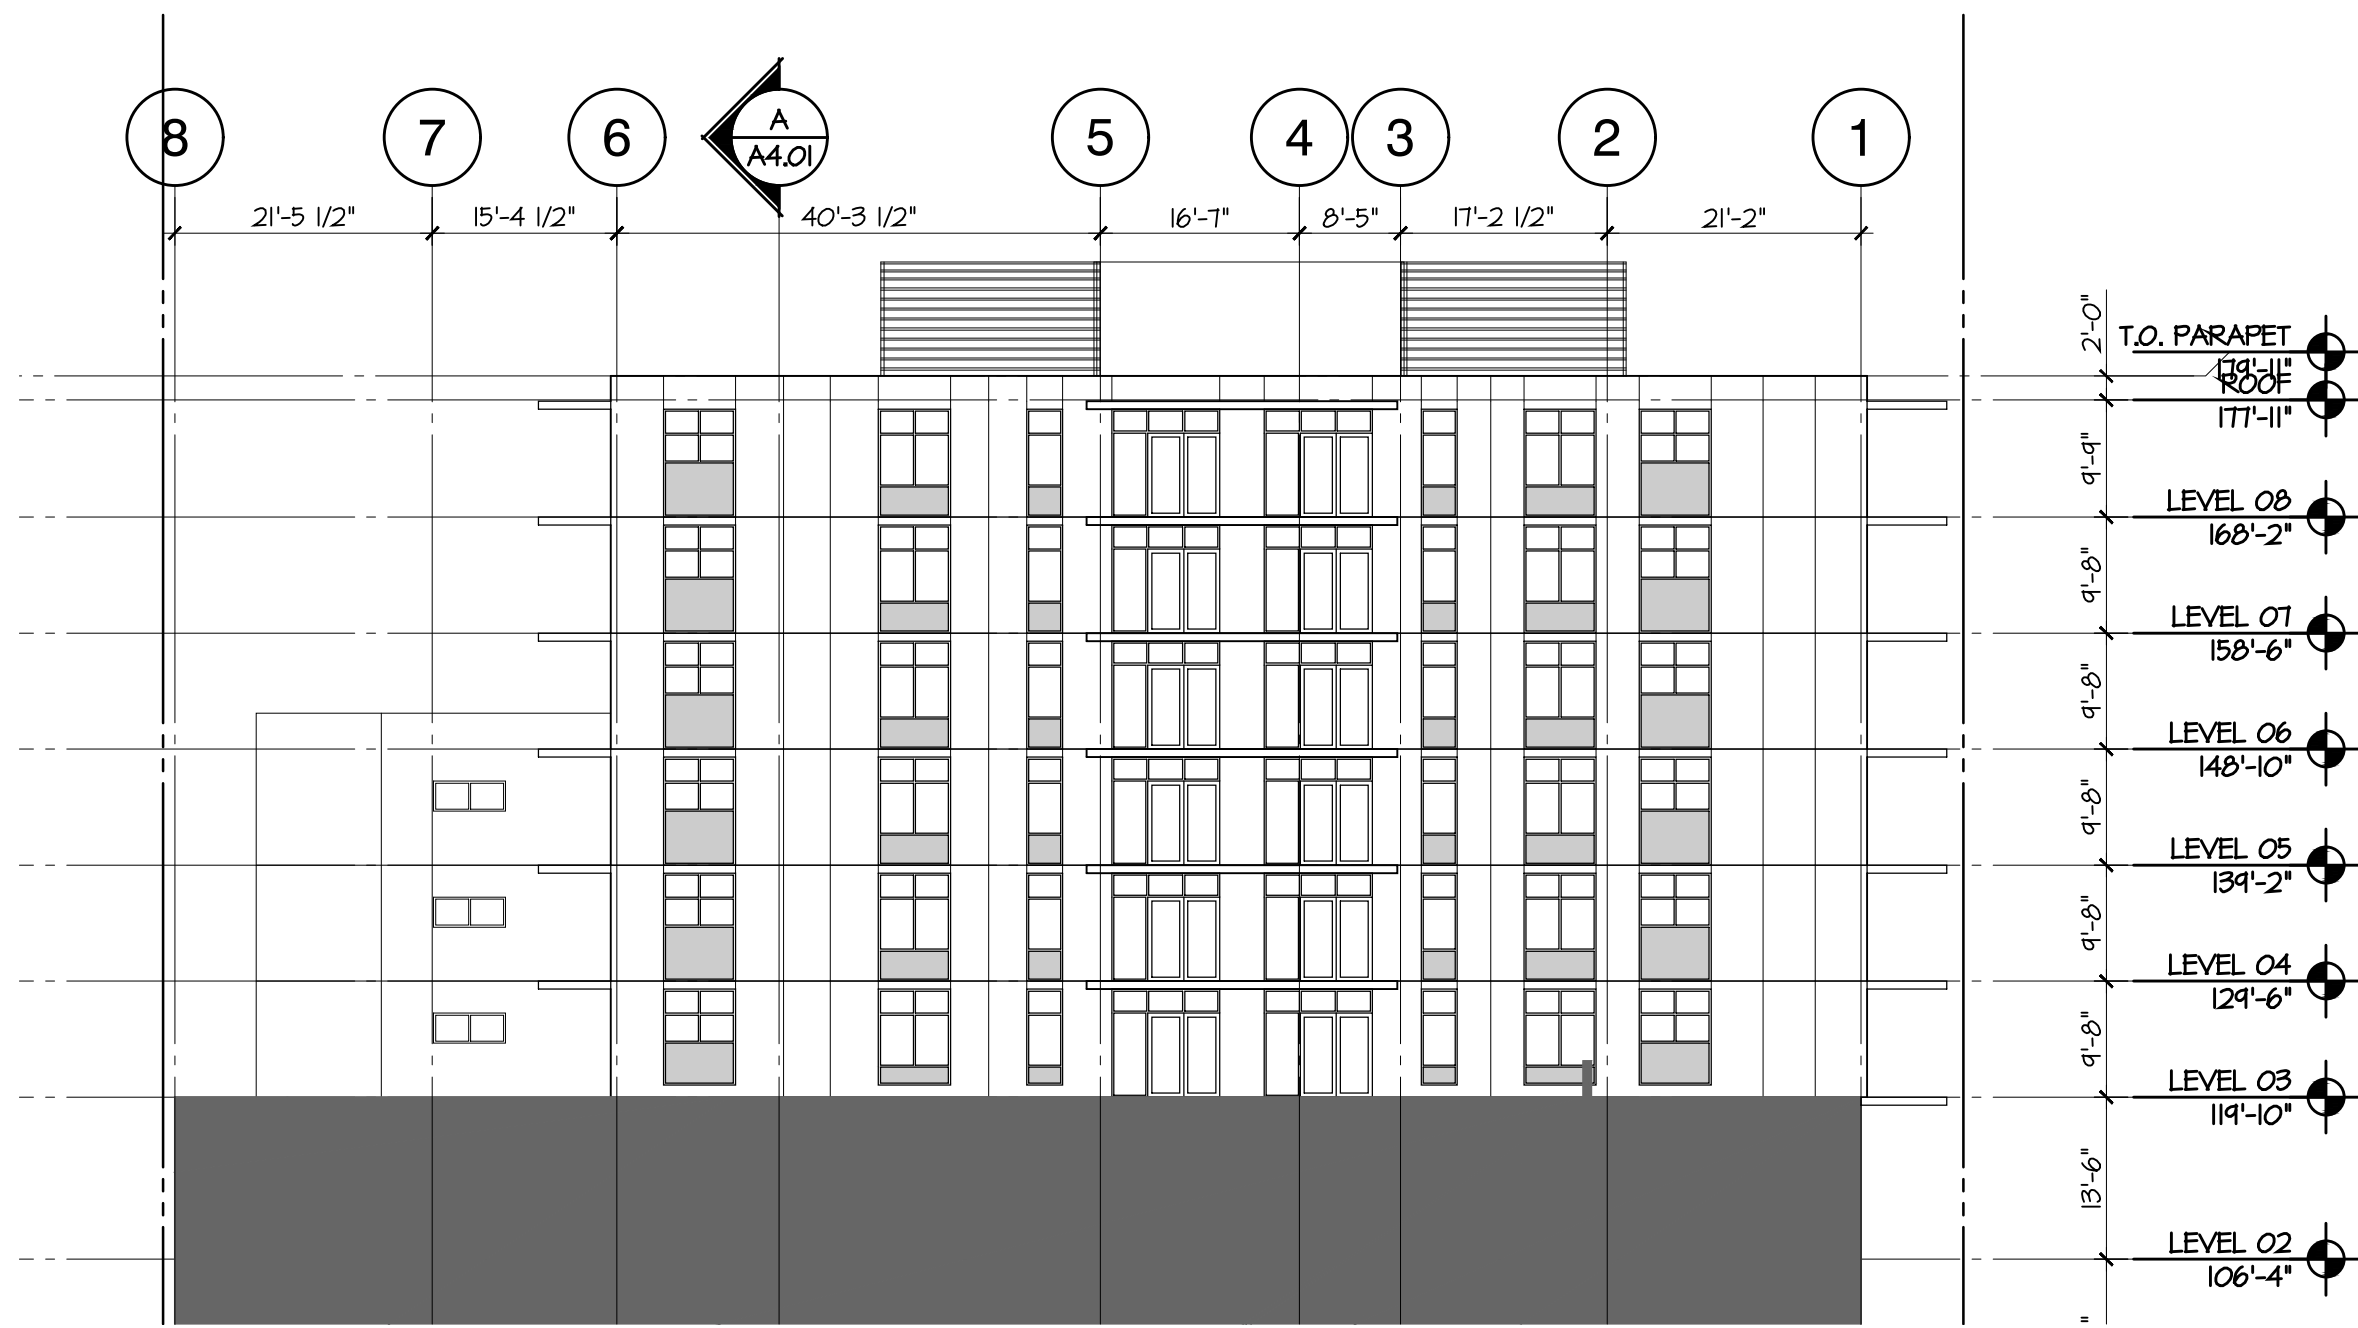 8 7 6 A 5 4 3 2 1
A4.01
21'-5 1/2" 15'-4 1/2" 40'-3 1/2" 16'-7" 8'-5" 17'-2 1/2" 21'-2"
2'-0"
T.O. PARAPET
179'-11"
ROOF
177'-11"
9'-9"
LEVEL 08
168'-2"
9'-8"
LEVEL 07
158'-6"
9'-8"
LEVEL 06
148'-10"
9'-8"
LEVEL 05
139'-2"
9'-8"
LEVEL 04
129'-6"
9'-8"
LEVEL 03
119'-10"
13'-6"
LEVEL 02
106'-4"
"